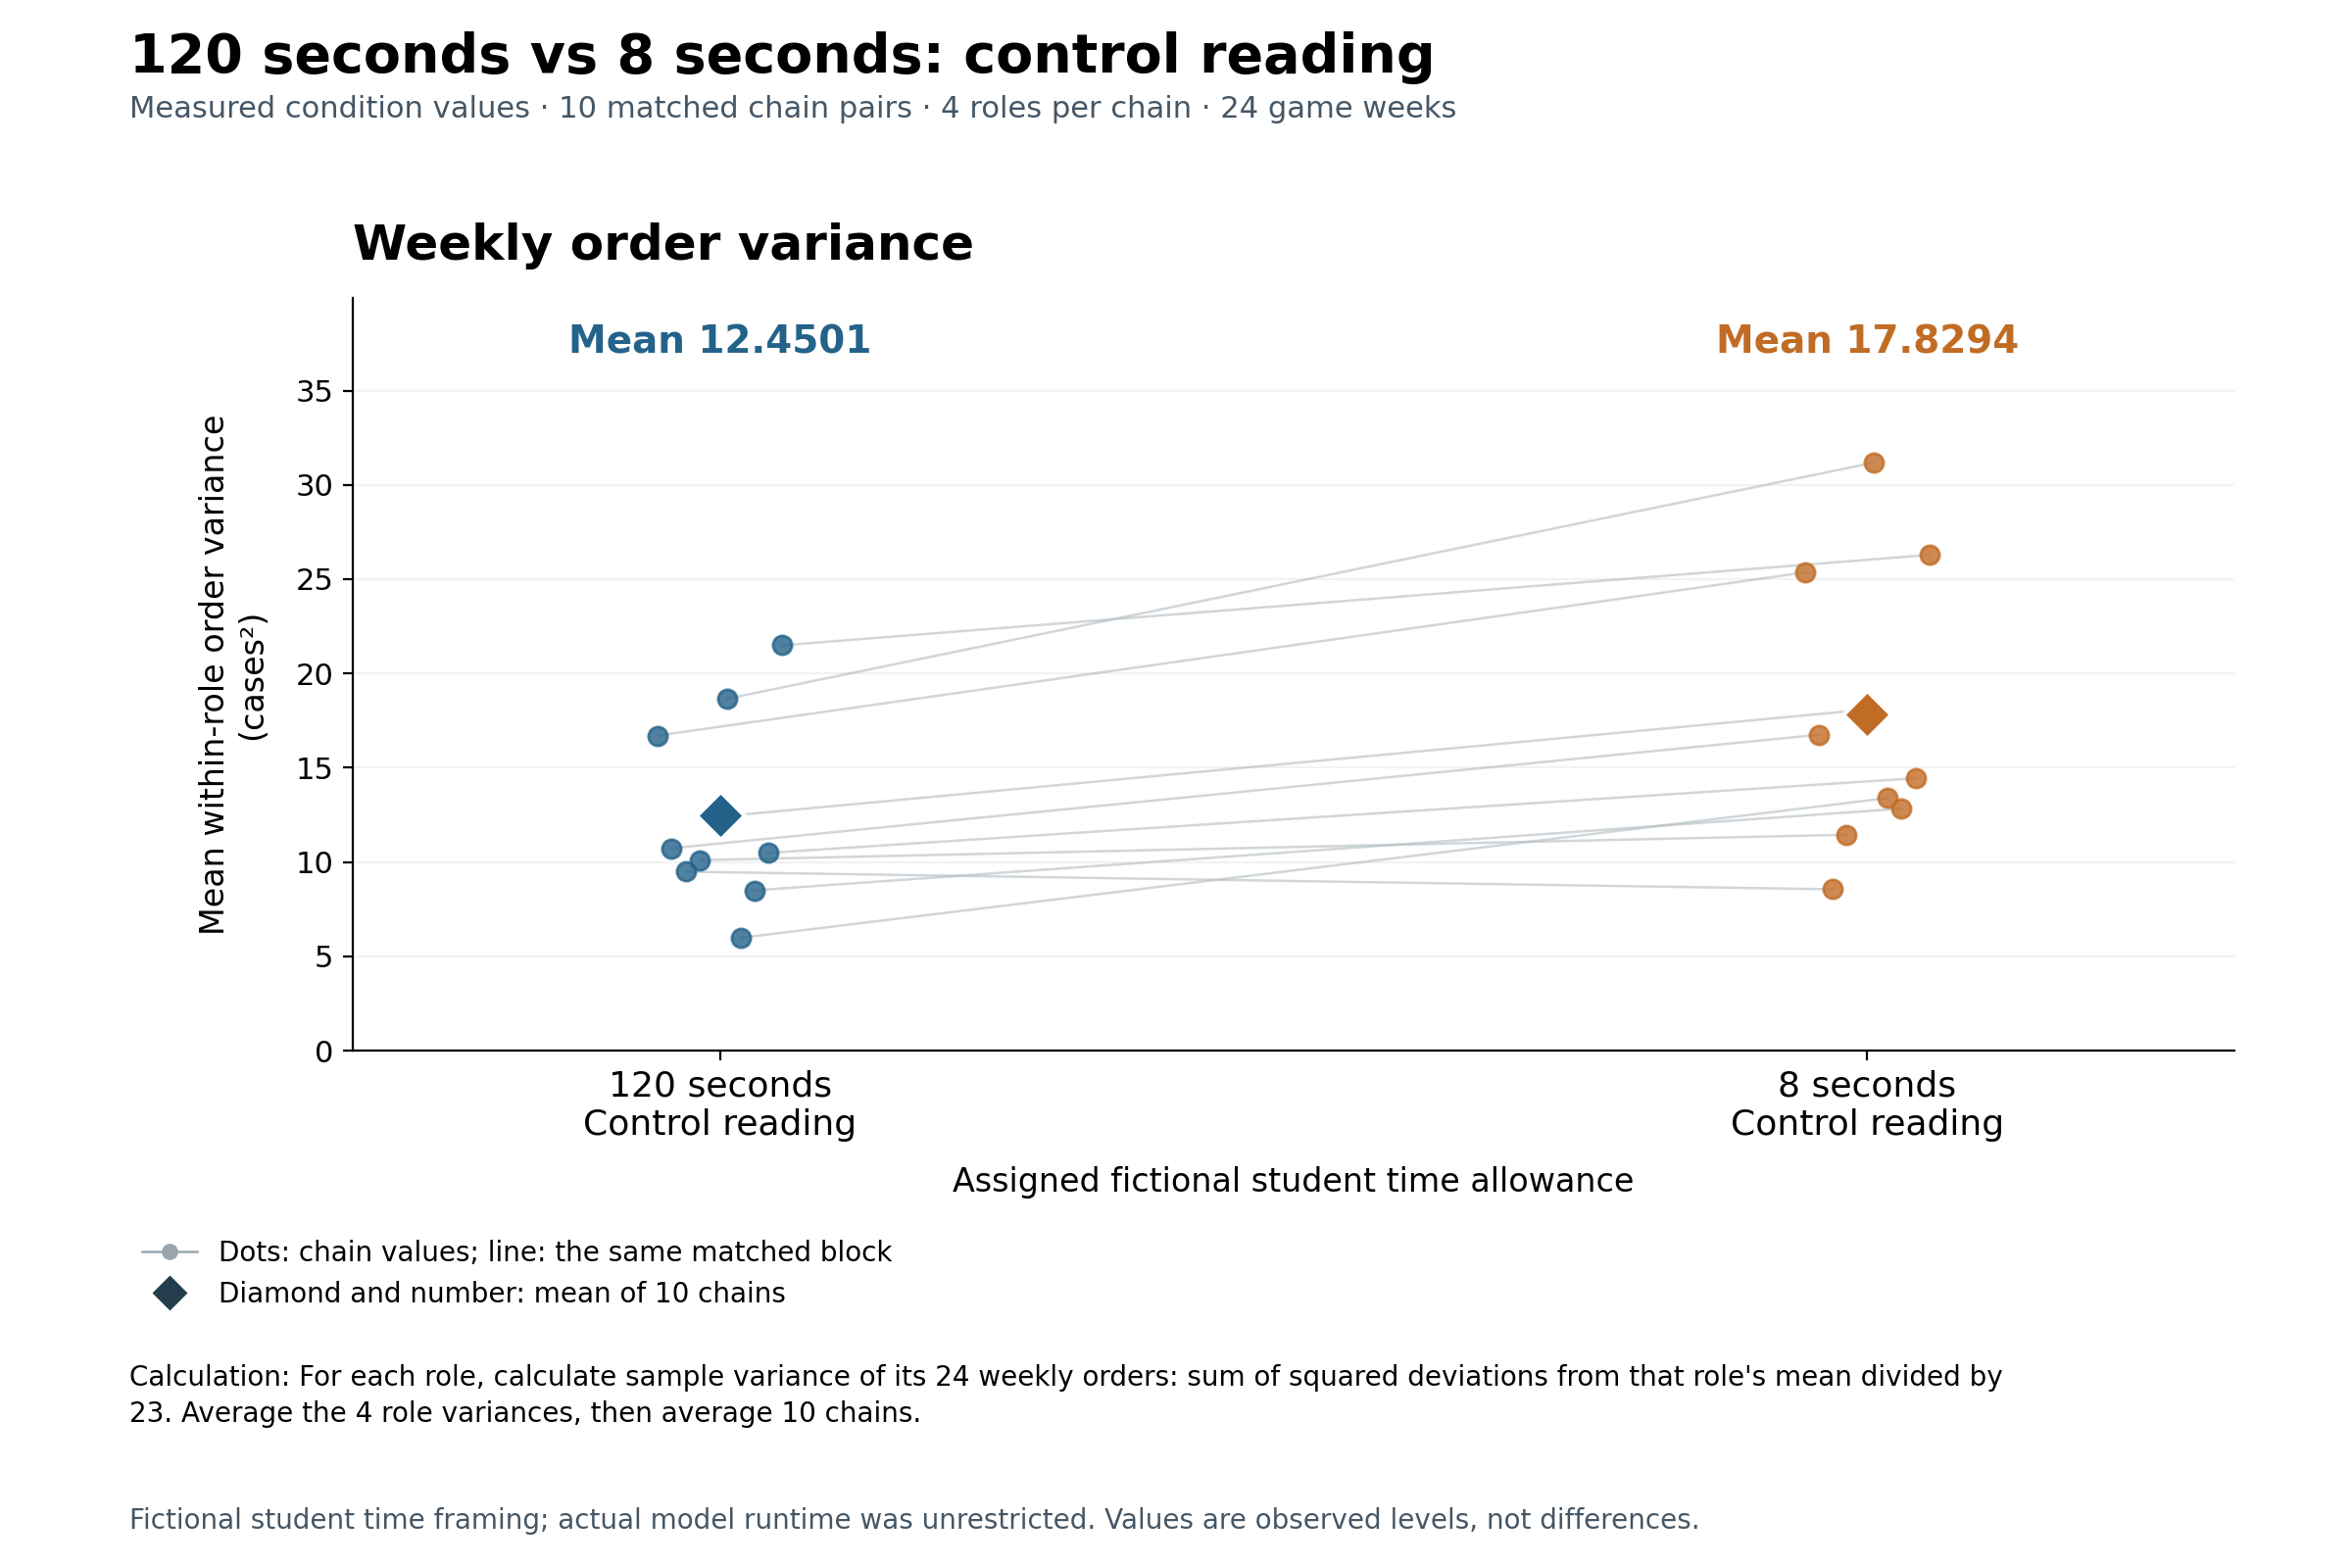 120 seconds vs 8 seconds: control reading
Measured condition values · 10 matched chain pairs · 4 roles per chain · 24 game weeks
Weekly order variance
Mean 12.4501
Mean 17.8294
Mean within-role order variance
(cases²)
35
30
25
20
15
10
5
0
120 seconds
Control reading
8 seconds
Control reading
Assigned fictional student time allowance
Dots: chain values; line: the same matched block
Diamond and number: mean of 10 chains
Calculation: For each role, calculate sample variance of its 24 weekly orders: sum of squared deviations from that role's mean divided by
23. Average the 4 role variances, then average 10 chains.
Fictional student time framing; actual model runtime was unrestricted. Values are observed levels, not differences.